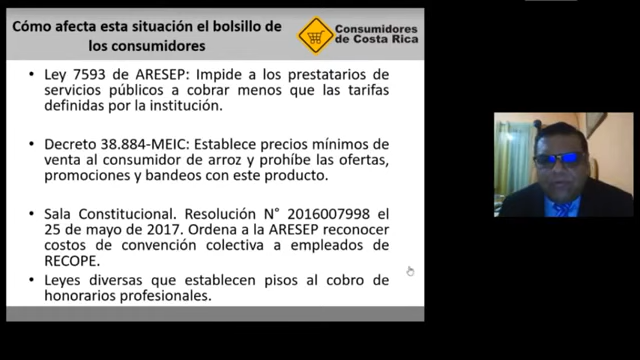 Cómo afecta esta situación el bolsillo de
los consumidores
Consumidores
de Costa Rica
• Ley 7593 de ARESEP: Impide a los prestatarios de
servicios públicos a cobrar menos que las tarifas
definidas por la institución.
• Decreto 38.884-MEIC: Establece precios mínimos de
venta al consumidor de arroz y prohíbe las ofertas,
promociones y bandeos con este producto.
• Sala Constitucional. Resolución N° 2016007998 el
25 de mayo de 2017. Ordena a la ARESEP reconocer
costos de convención colectiva a empleados de
RECOPE.
• Leyes diversas que establecen pisos al cobro de
honorarios profesionales.